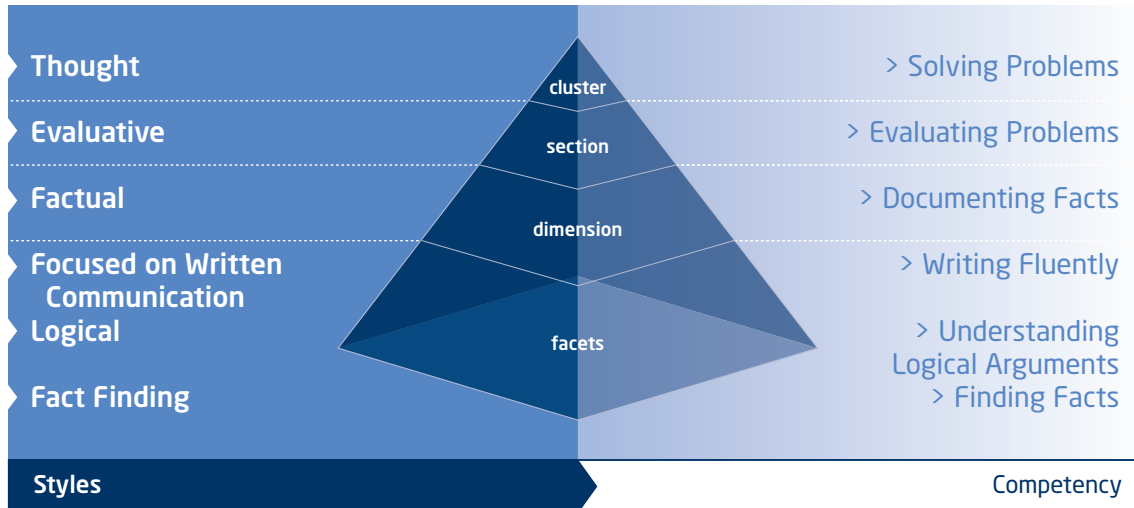 Thought
cluster
> Solving Problems
Evaluative
section
> Evaluating Problems
Factual
dimension
> Documenting Facts
Focused on Written
Communication
> Writing Fluently
Logical
facets
> Understanding
Logical Arguments
Fact Finding
> Finding Facts
Styles
Competency